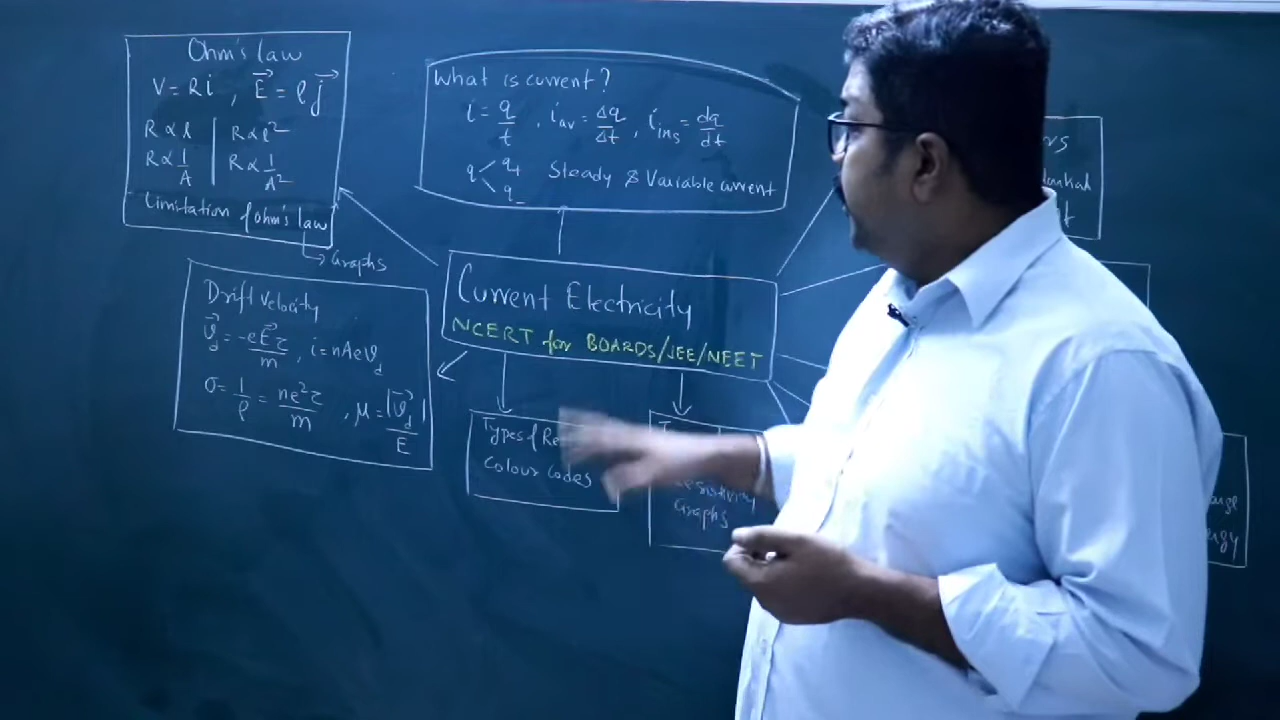 Ohm's law
V = Ri , E⃗ = ρ j⃗
R ∝ l | R ∝ l²
R ∝ 1/A | R ∝ 1/A²
Limitation of ohm's law
→ Graphs
What is current?
i = q/t , i_av = Δq/Δt , i_ins = dq/dt
q < q₊ q₋ Steady & Variable current
Current Electricity
NCERT for BOARDS/JEE/NEET
Drift Velocity
v⃗_d = -eE⃗τ/m , i = nAev_d
σ = 1/ρ = ne²τ/m , μ = |v⃗_d|/E
Types of
Colour Codes
Resistivity
Graphs